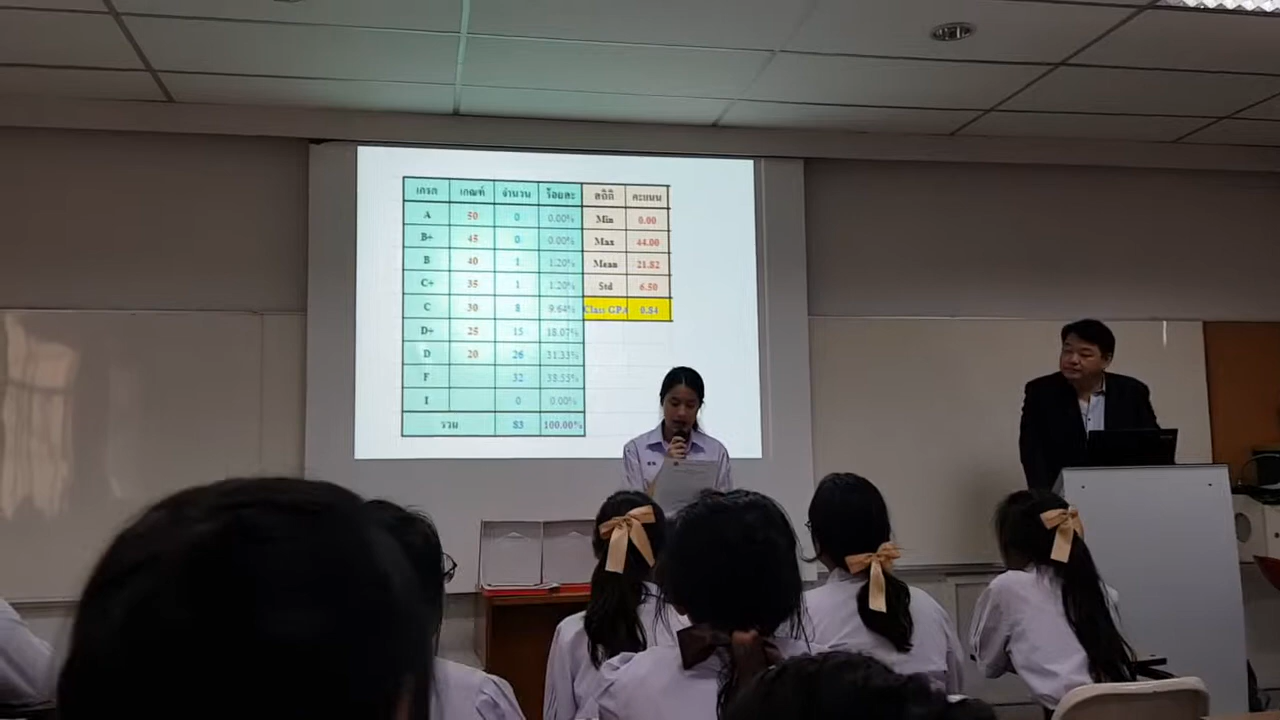 เกรด เกณฑ์ จำนวน ร้อยละ สถิติ คะแนน
A 50 0 0.00% Min 0.00
B+ 45 0 0.00% Max 44.00
B 40 1 1.20% Mean 21.82
C+ 35 1 1.20% Std 6.50
C 30 8 9.64% Class GPA 0.84
D+ 25 15 18.07%
D 20 26 31.33%
F 32 38.55%
I 0 0.00%
รวม 83 100.00%